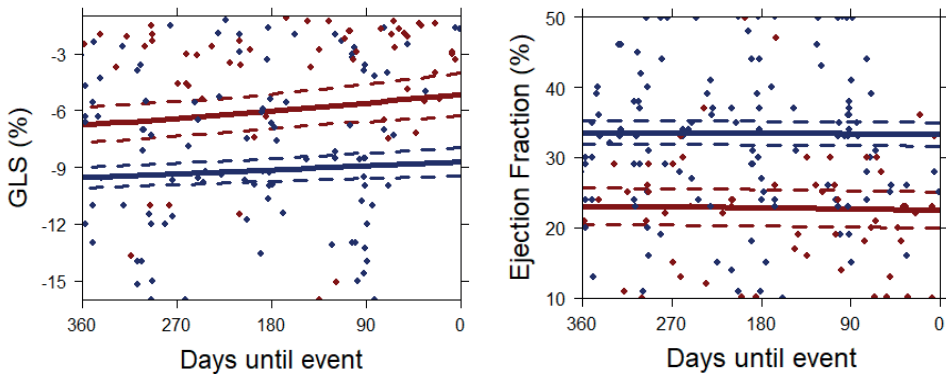 GLS (%)
-3
-6
-9
-12
-15
360 270 180 90 0
Days until event
Ejection Fraction (%)
50
40
30
20
10
360 270 180 90 0
Days until event